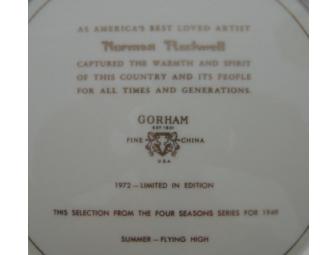 AS AMERICA'S BEST LOVED ARTIST
Norman Rockwell
CAPTURED THE WARMTH AND SPIRIT
OF THIS COUNTRY AND ITS PEOPLE
FOR ALL TIMES AND GENERATIONS.
GORHAM
EST 1831
FINE CHINA
U.S.A.
1972 – LIMITED IN EDITION
THIS SELECTION FROM THE FOUR SEASONS SERIES FOR 1949
SUMMER – FLYING HIGH